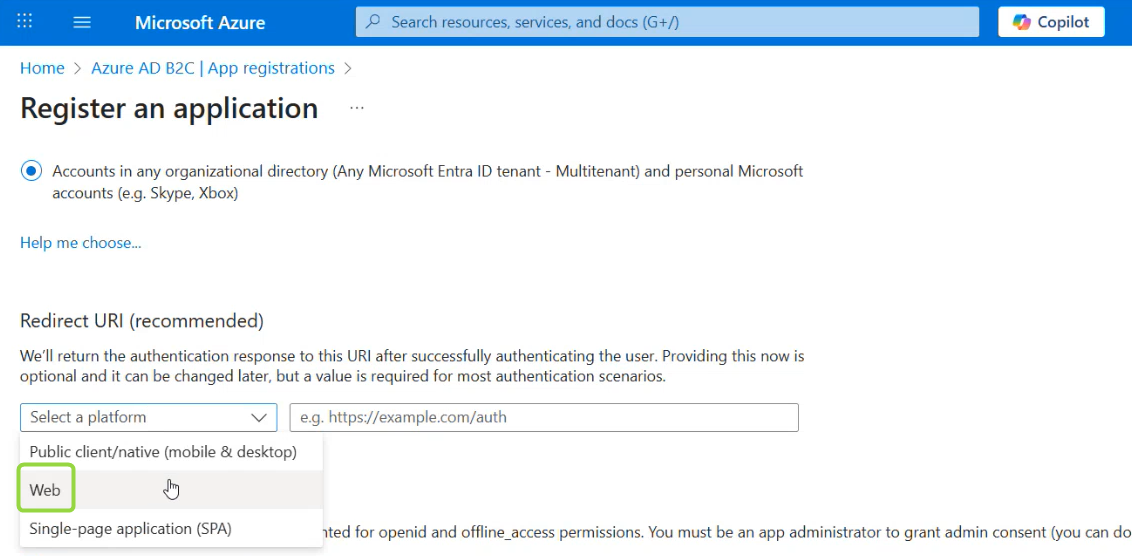 Microsoft Azure
Search resources, services, and docs (G+/)
Copilot
Home > Azure AD B2C | App registrations >
Register an application ...
Accounts in any organizational directory (Any Microsoft Entra ID tenant - Multitenant) and personal Microsoft
accounts (e.g. Skype, Xbox)
Help me choose...
Redirect URI (recommended)
We'll return the authentication response to this URI after successfully authenticating the user. Providing this now is
optional and it can be changed later, but a value is required for most authentication scenarios.
Select a platform
e.g. https://example.com/auth
Public client/native (mobile & desktop)
Web
Single-page application (SPA)
for openid and offline_access permissions. You must be an app administrator to grant admin consent (you can do